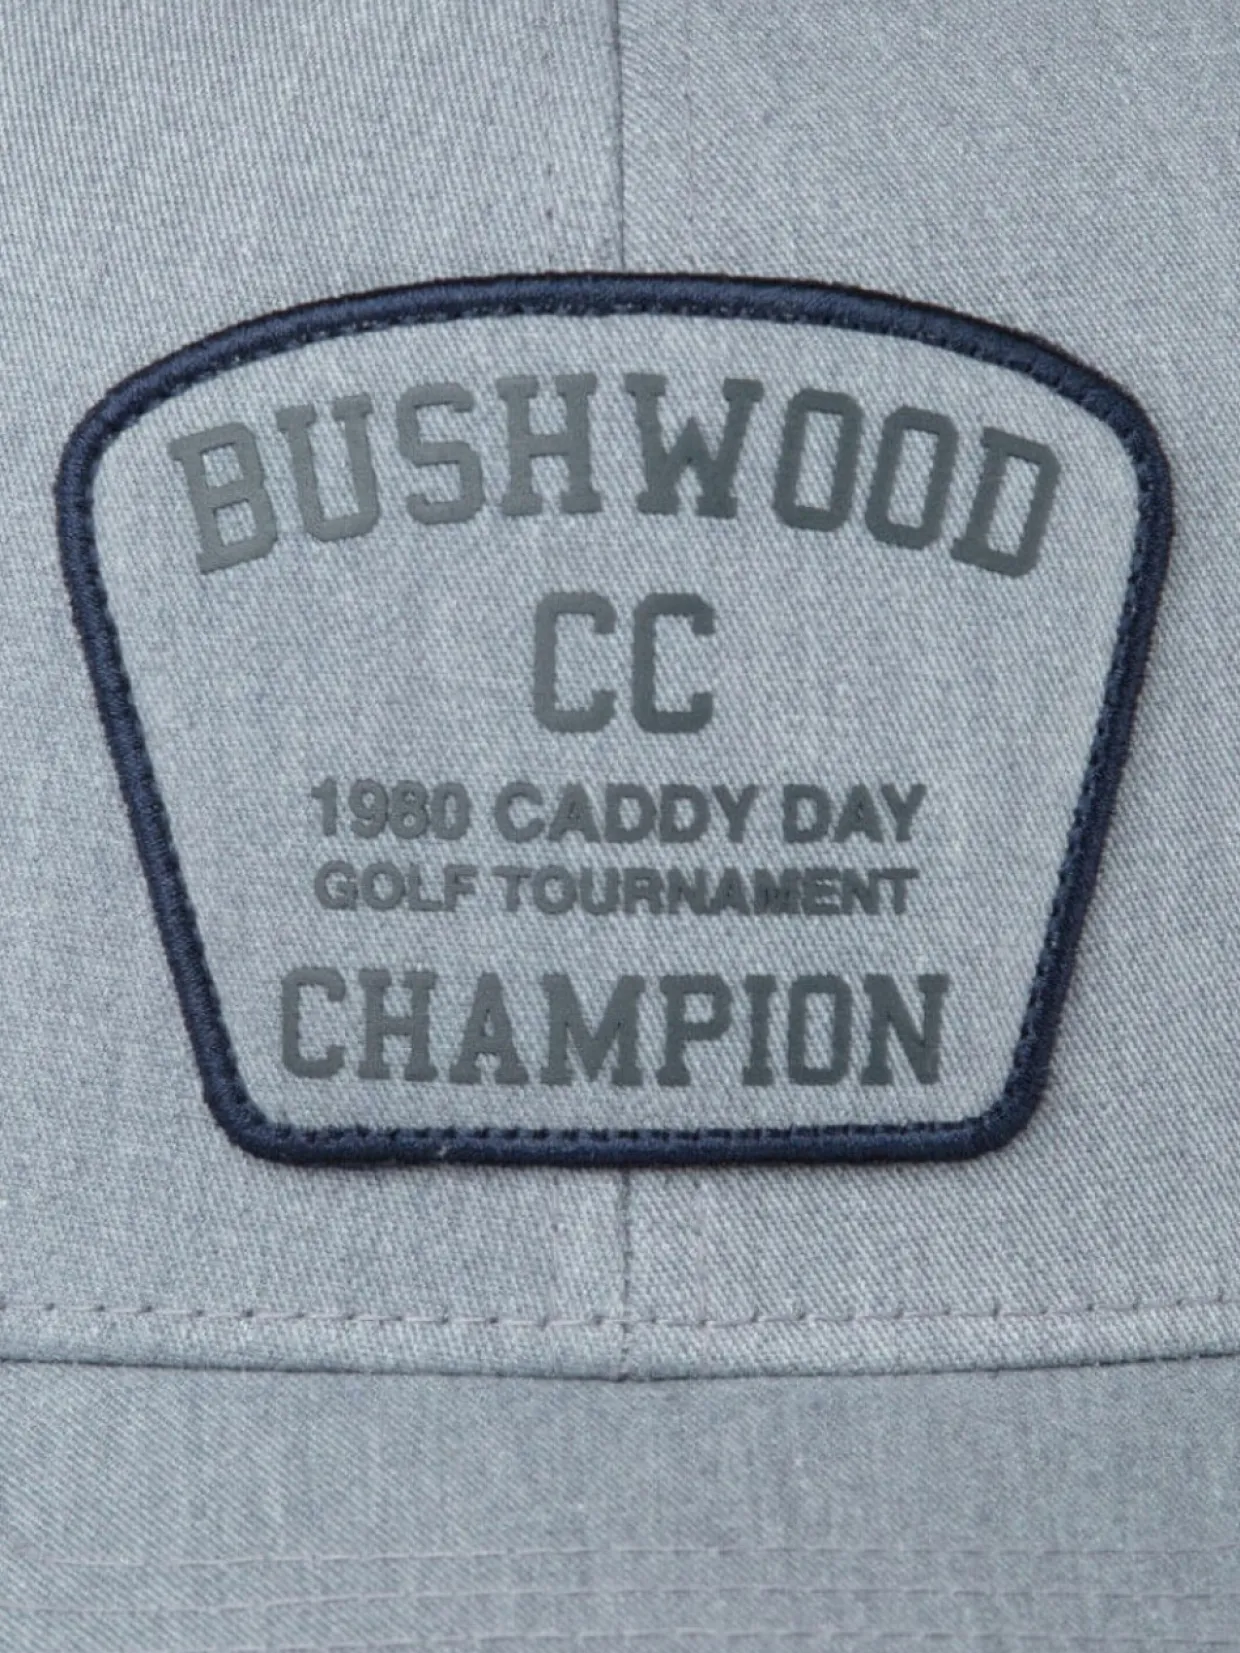 BUSHWOOD
CC
1980 CADDY DAY
GOLF TOURNAMENT
CHAMPION